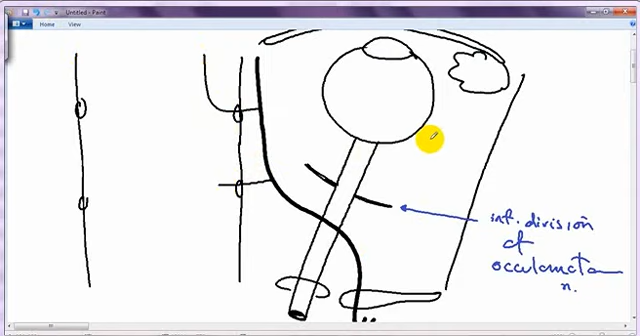 Untitled - Paint
Home View
inf. division
of
occulomotor
n.